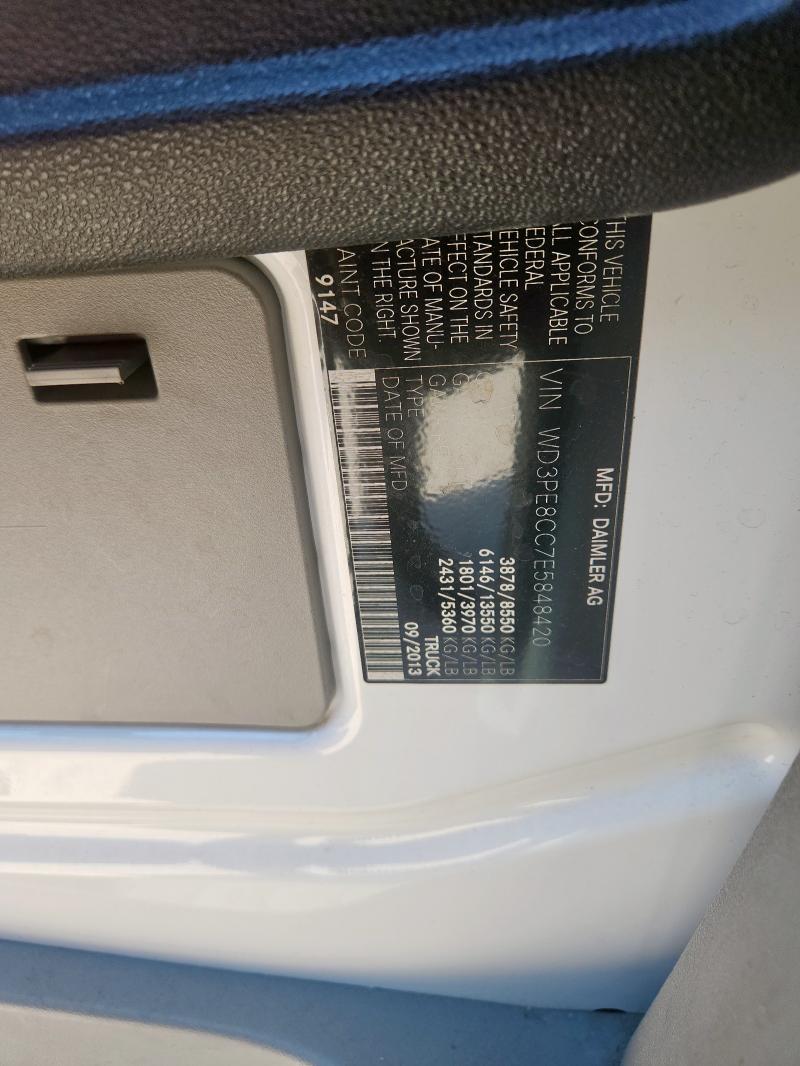 THIS VEHICLE
CONFORMS TO
ALL APPLICABLE
FEDERAL
VEHICLE SAFETY
STANDARDS IN
EFFECT ON THE
DATE OF MANU-
FACTURE SHOWN
ON THE RIGHT.
PAINT CODE
9147
MFD: DAIMLER AG
VIN WD3PE8CC7E5848420
3878/8550 KG/LB
6146/13550 KG/LB
1801/3970 KG/LB
GA 2431/5360 KG/LB
TYPE TRUCK
DATE OF MFD 09/2013